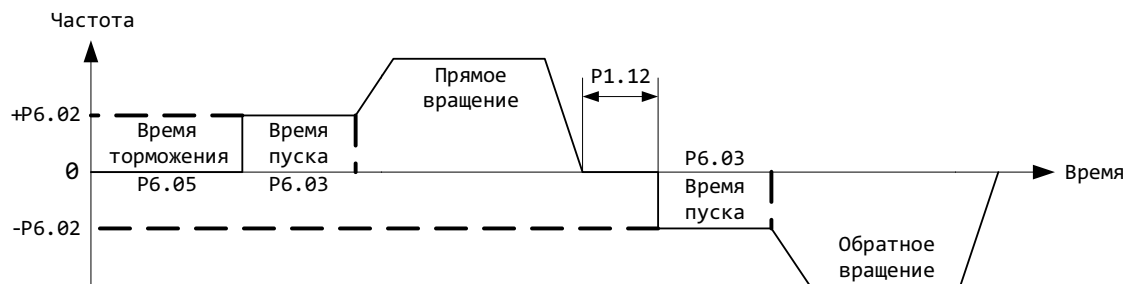 Частота
Прямое
вращение
P1.12
+P6.02
Время
торможения
P6.05
Время
пуска
P6.03
0
P6.03
Время
пуска
Время
-P6.02
Обратное
вращение